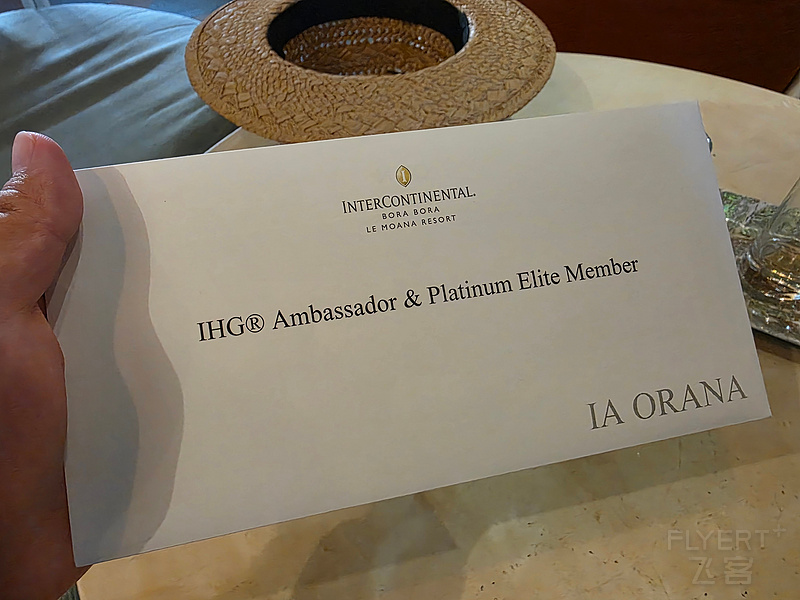 INTERCONTINENTAL.
BORA BORA
LE MOANA RESORT
IHG® Ambassador & Platinum Elite Member
IA ORANA
FLYERT+
飞客